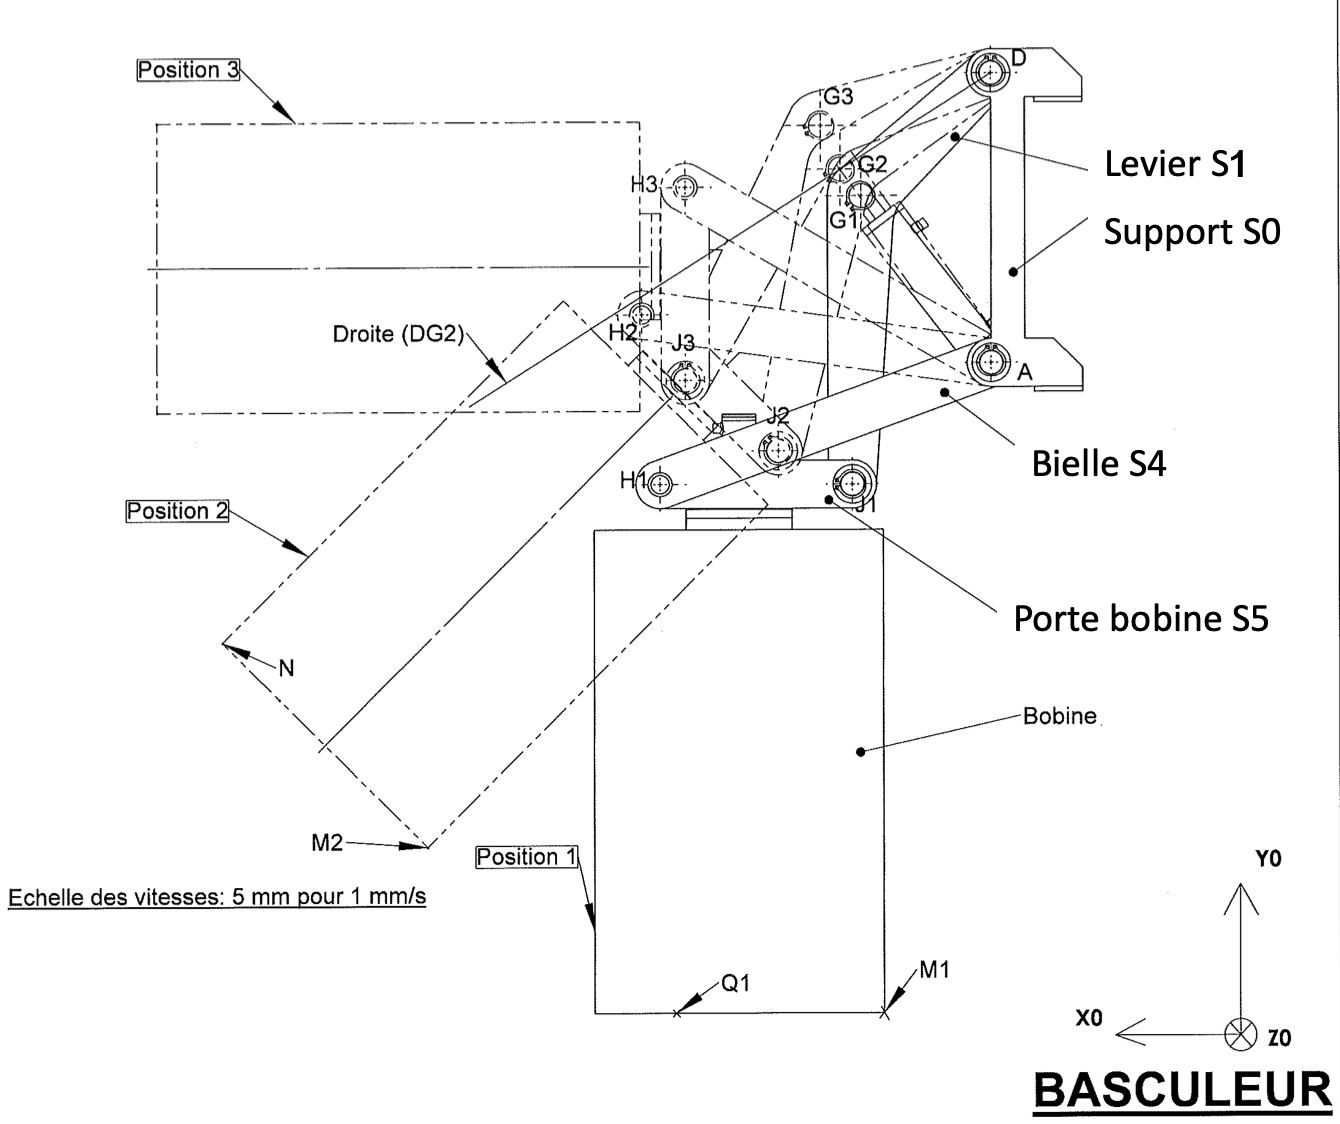 Position 3
D
G3
Levier S1
G2
H3
G1
Support S0
Droite (DG2)
H2
J3
A
J2
Bielle S4
H1
J1
Position 2
Porte bobine S5
N
Bobine
M2
Position 1
Y0
Echelle des vitesses: 5 mm pour 1 mm/s
M1
Q1
X0
Z0
BASCULEUR